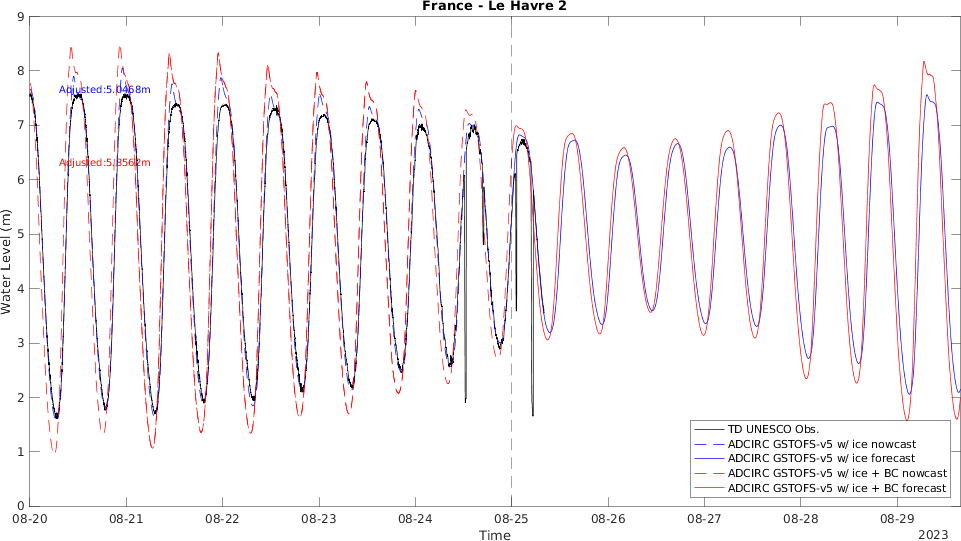 France - Le Havre 2
9
8
7
6
5
4
3
2
1
0
Water Level (m)
Adjusted:5.0468m
Adjusted:5.3562m
TD UNESCO Obs.
ADCIRC GSTOFS-v5 w/ ice nowcast
ADCIRC GSTOFS-v5 w/ ice forecast
ADCIRC GSTOFS-v5 w/ ice + BC nowcast
ADCIRC GSTOFS-v5 w/ ice + BC forecast
08-20 08-21 08-22 08-23 08-24 08-25 08-26 08-27 08-28 08-29
Time
2023